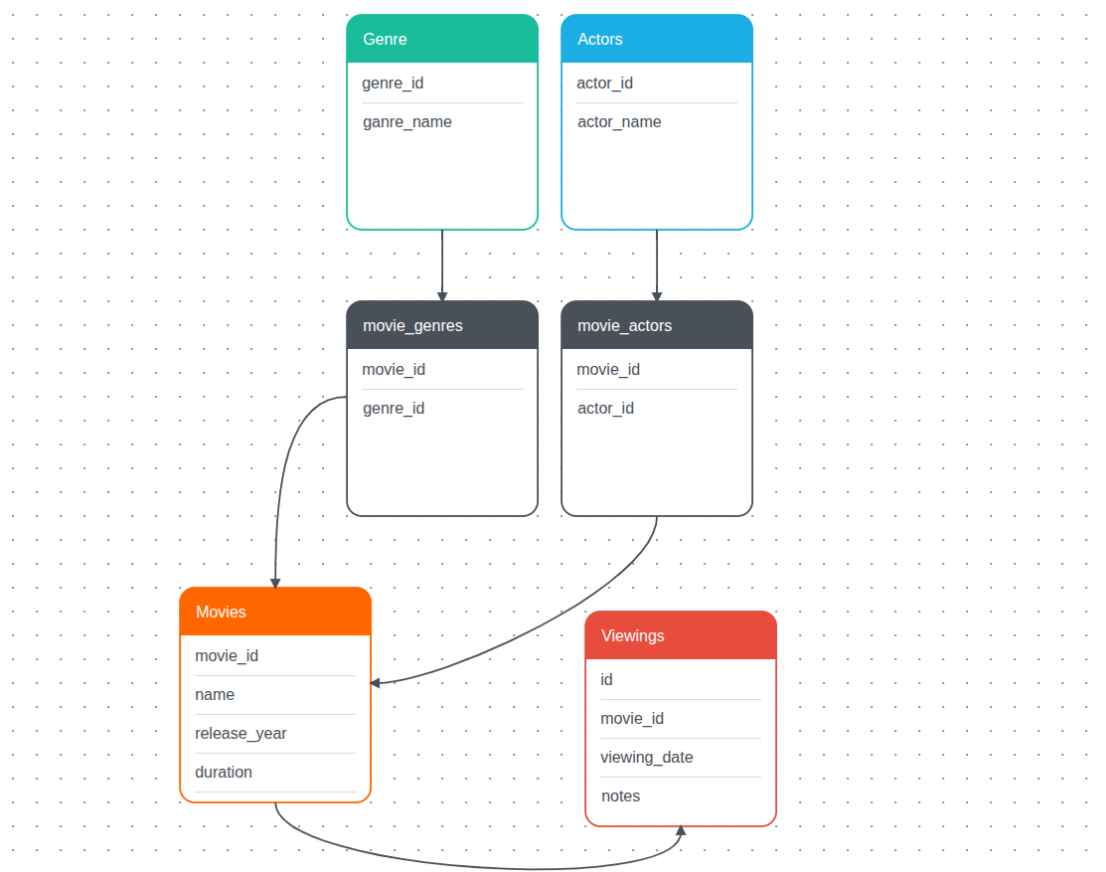 Genre
genre_id
ganre_name
Actors
actor_id
actor_name
movie_genres
movie_id
genre_id
movie_actors
movie_id
actor_id
Movies
movie_id
name
release_year
duration
Viewings
id
movie_id
viewing_date
notes